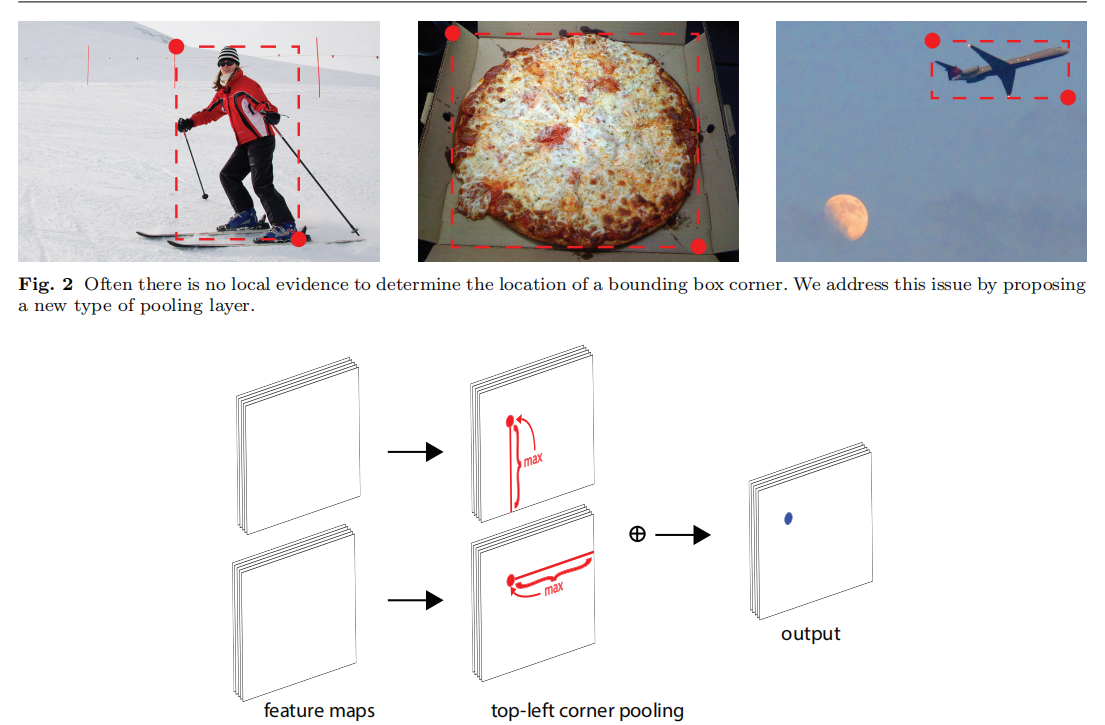 Fig. 2 Often there is no local evidence to determine the location of a bounding box corner. We address this issue by proposing
a new type of pooling layer.
max
max
⊕
output
feature maps
top-left corner pooling